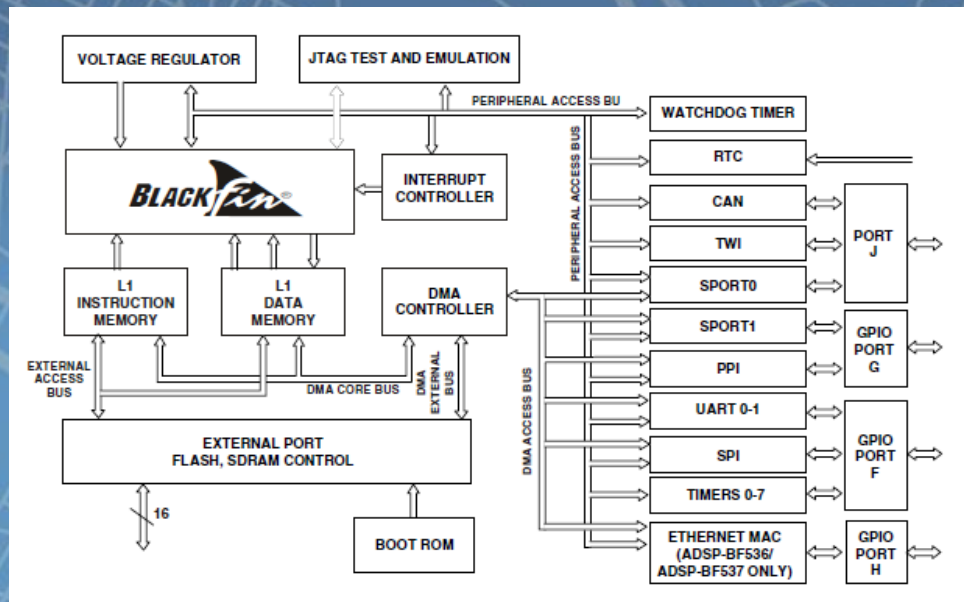 VOLTAGE REGULATOR
JTAG TEST AND EMULATION
PERIPHERAL ACCESS BU
WATCHDOG TIMER
RTC
BLACKfin®
INTERRUPT
CONTROLLER
PERIPHERAL ACCESS BUS
CAN
TWI
PORT
J
L1
INSTRUCTION
MEMORY
L1
DATA
MEMORY
DMA
CONTROLLER
SPORT0
SPORT1
GPIO
PORT
G
EXTERNAL
ACCESS
BUS
DMA CORE BUS
DMA
EXTERNAL
BUS
PPI
DMA ACCESS BUS
UART 0-1
EXTERNAL PORT
FLASH, SDRAM CONTROL
SPI
GPIO
PORT
F
TIMERS 0-7
16
BOOT ROM
ETHERNET MAC
(ADSP-BF536/
ADSP-BF537 ONLY)
GPIO
PORT
H